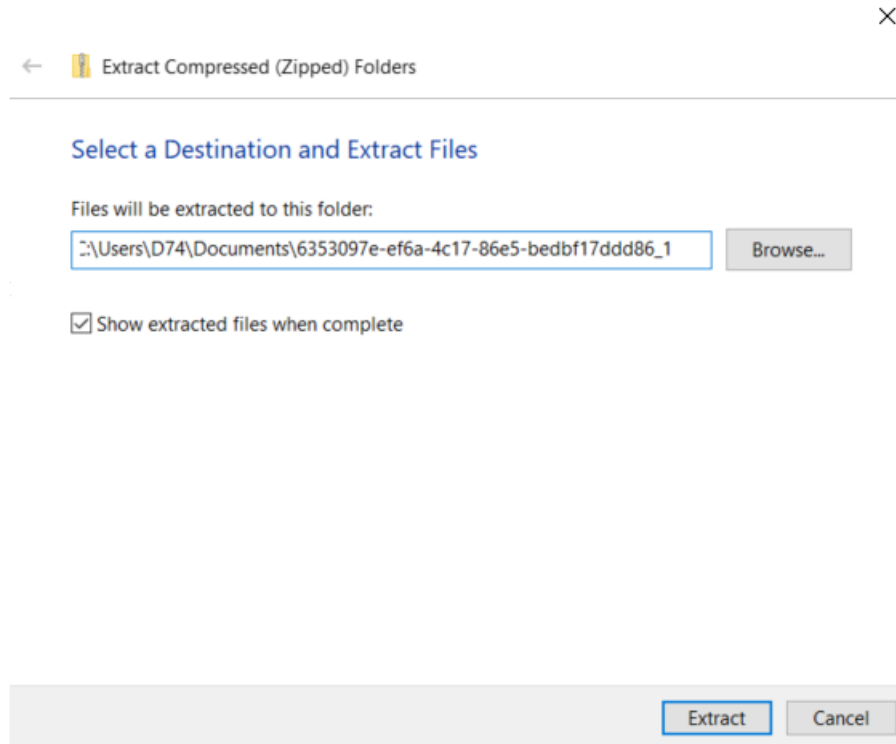 Extract Compressed (Zipped) Folders
Select a Destination and Extract Files
Files will be extracted to this folder:
:\Users\D74\Documents\6353097e-ef6a-4c17-86e5-bedbf17ddd86_1
Browse...
Show extracted files when complete
Extract
Cancel